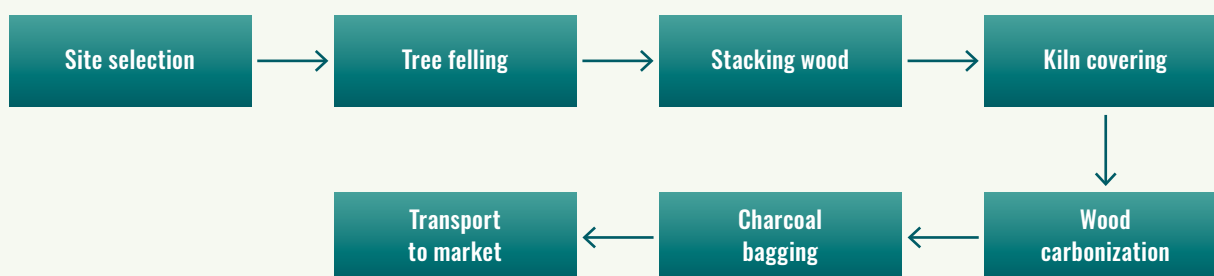 Site selection
Tree felling
Stacking wood
Kiln covering
Wood
carbonization
Charcoal
bagging
Transport
to market